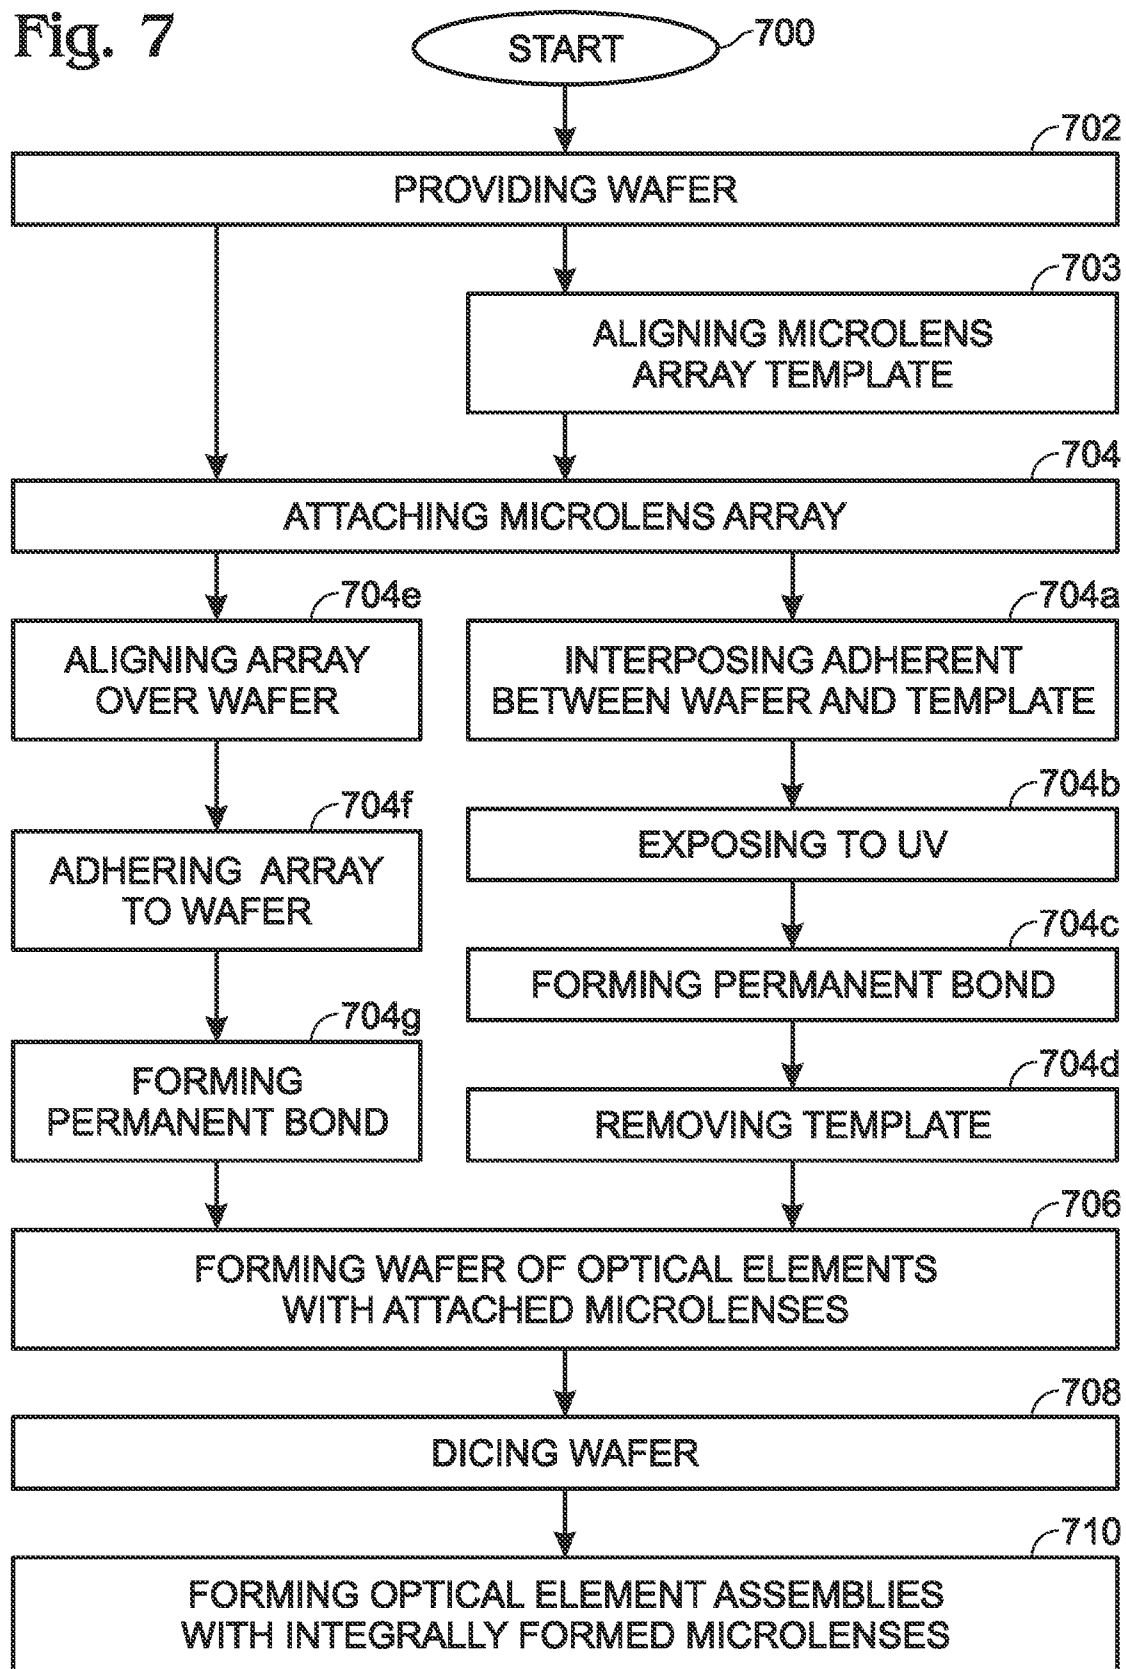 Fig. 7
START
700
702
PROVIDING WAFER
703
ALIGNING MICROLENS
ARRAY TEMPLATE
704
ATTACHING MICROLENS ARRAY
704e
ALIGNING ARRAY
OVER WAFER
704a
INTERPOSING ADHERENT
BETWEEN WAFER AND TEMPLATE
704b
EXPOSING TO UV
704f
ADHERING ARRAY
TO WAFER
704c
FORMING PERMANENT BOND
704g
FORMING
PERMANENT BOND
704d
REMOVING TEMPLATE
706
FORMING WAFER OF OPTICAL ELEMENTS
WITH ATTACHED MICROLENSES
708
DICING WAFER
710
FORMING OPTICAL ELEMENT ASSEMBLIES
WITH INTEGRALLY FORMED MICROLENSES